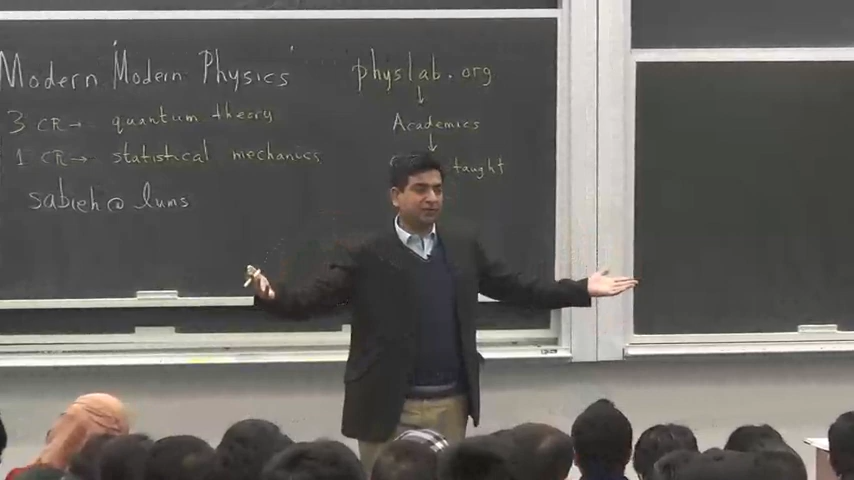 Modern "Modern Physics"
3 CR → quantum theory
1 CR → statistical mechanics
sabieh@lums
physlab.org
↓
Academics
↓
taught